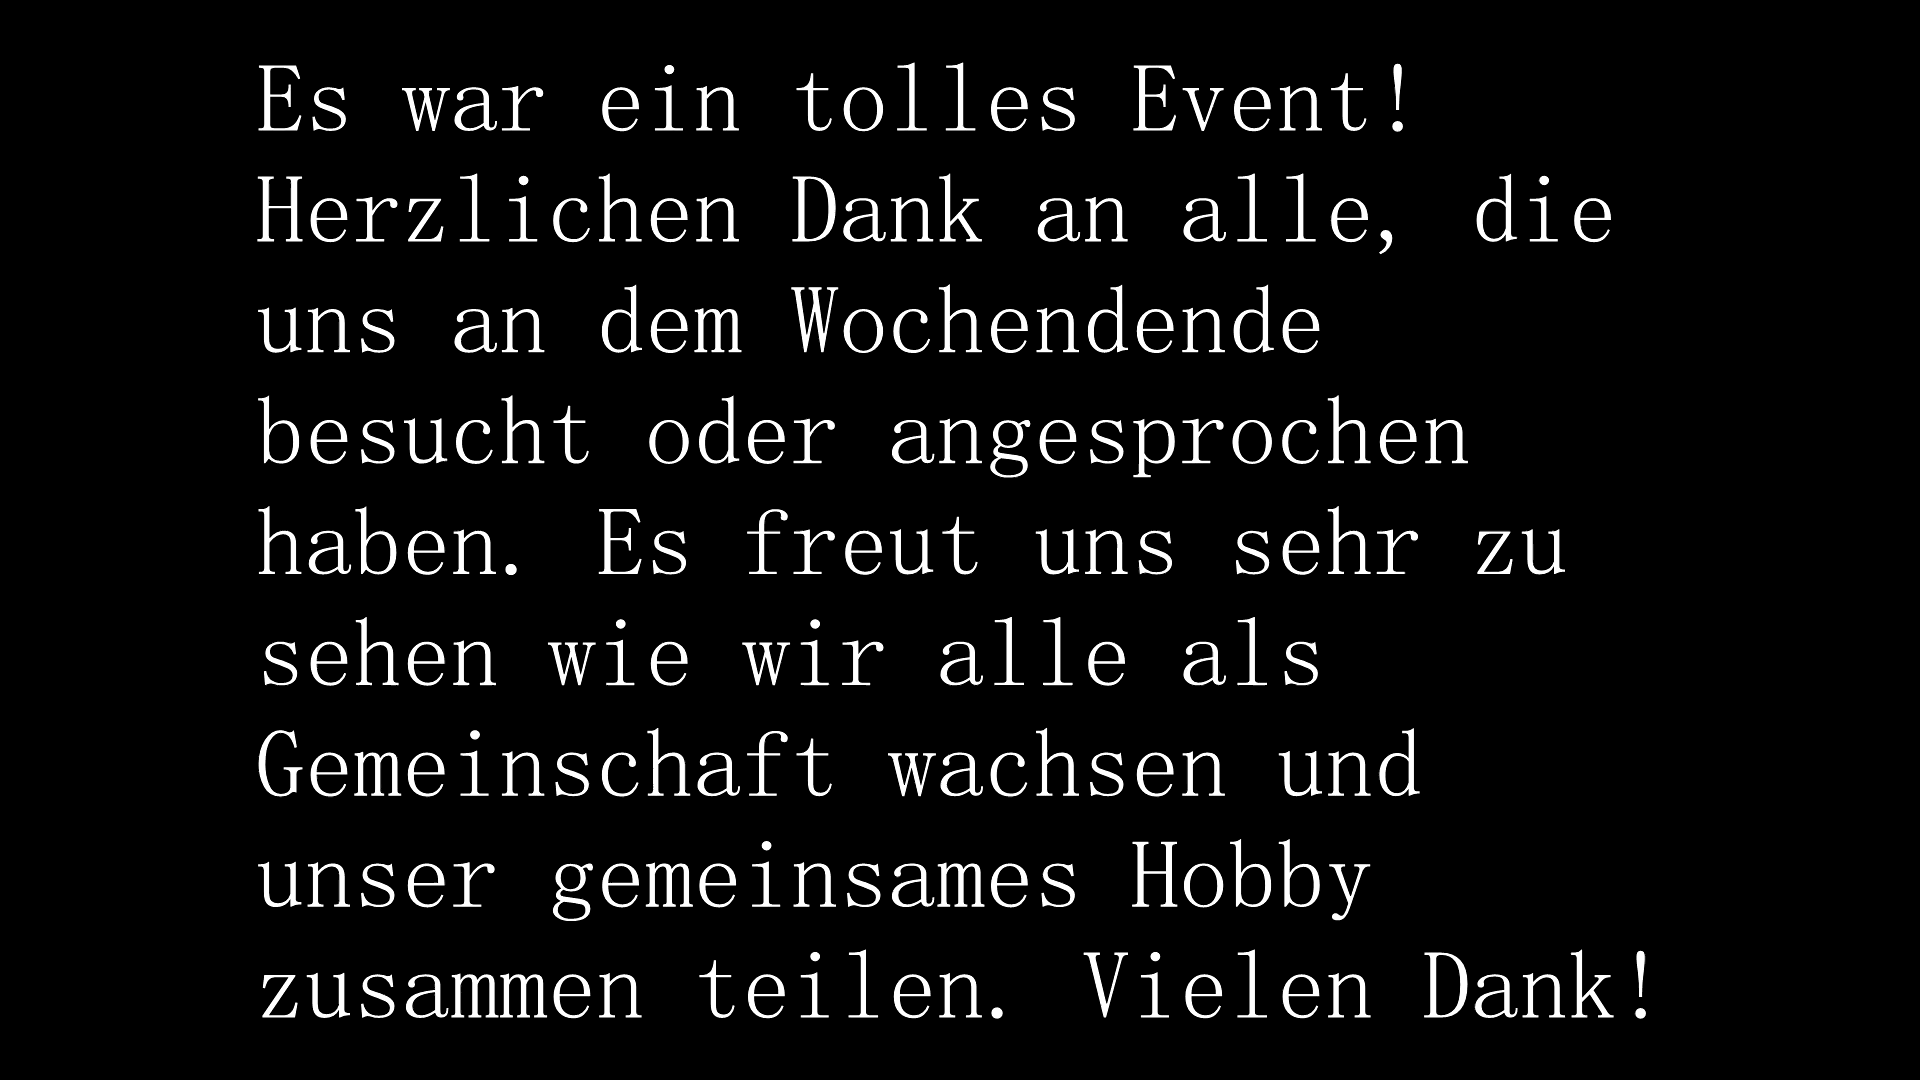 Es war ein tolles Event!
Herzlichen Dank an alle, die
uns an dem Wochendende
besucht oder angesprochen
haben. Es freut uns sehr zu
sehen wie wir alle als
Gemeinschaft wachsen und
unser gemeinsames Hobby
zusammen teilen. Vielen Dank!